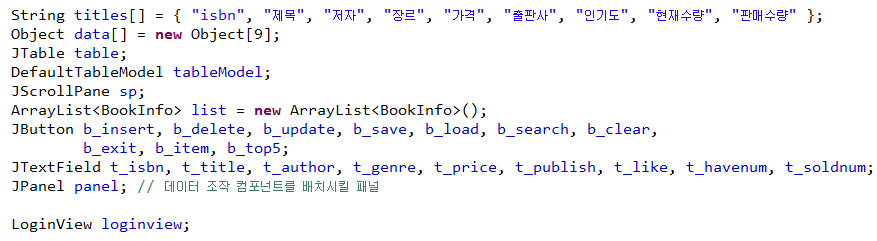 String titles[] = { "isbn", "제목", "저자", "장르", "가격", "출판사", "인기도", "현재수량", "판매수량" };
Object data[] = new Object[9];
JTable table;
DefaultTableModel tableModel;
JScrollPane sp;
ArrayList<BookInfo> list = new ArrayList<BookInfo>();
JButton b_insert, b_delete, b_update, b_save, b_load, b_search, b_clear,
b_exit, b_item, b_top5;
JTextField t_isbn, t_title, t_author, t_genre, t_price, t_publish, t_like, t_havenum, t_soldnum;
JPanel panel; // 데이터 조작 컴포넌트를 배치시킬 패널
LoginView loginview;